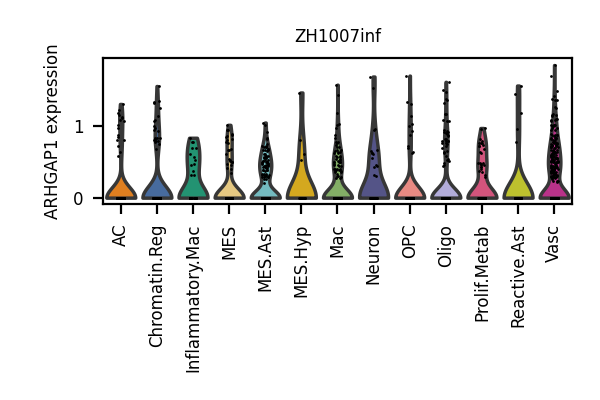 ZH1007inf
ARHGAP1 expression
1
0
AC
Chromatin.Reg
Inflammatory.Mac
MES
MES.Ast
MES.Hyp
Mac
Neuron
OPC
Oligo
Prolif.Metab
Reactive.Ast
Vasc